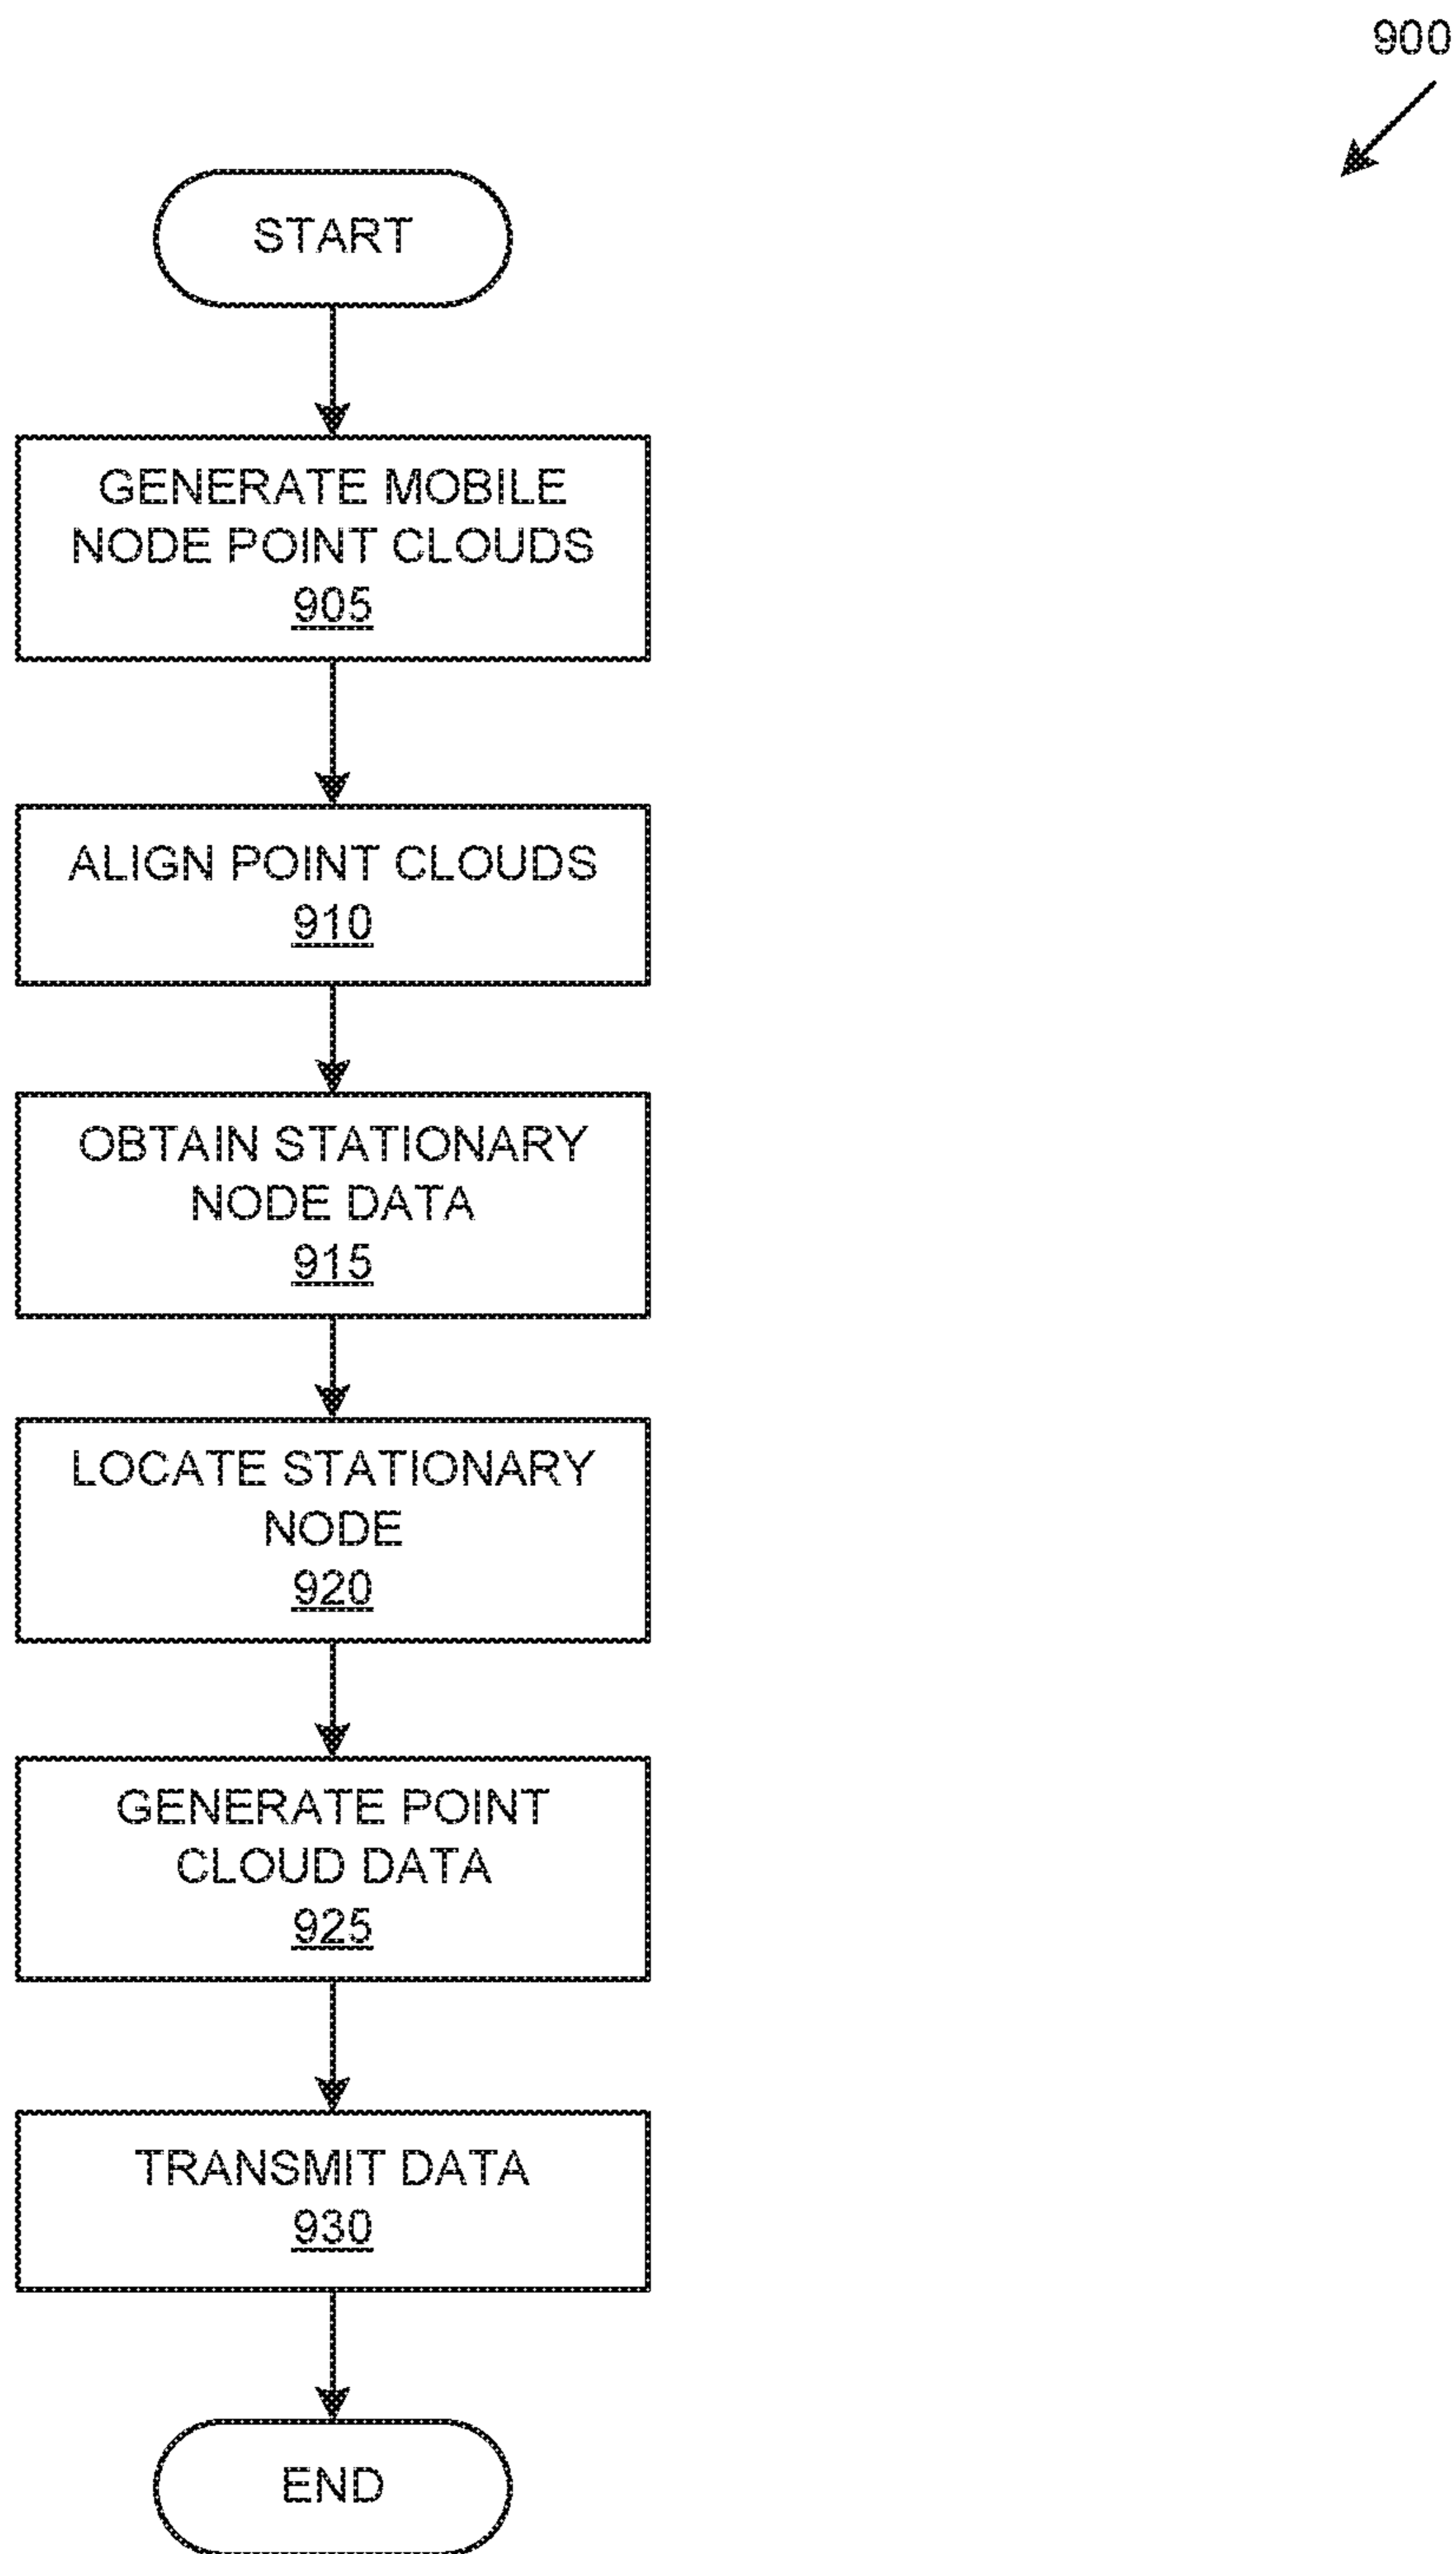 900
START
GENERATE MOBILE
NODE POINT CLOUDS
905
ALIGN POINT CLOUDS
910
OBTAIN STATIONARY
NODE DATA
915
LOCATE STATIONARY
NODE
920
GENERATE POINT
CLOUD DATA
925
TRANSMIT DATA
930
END